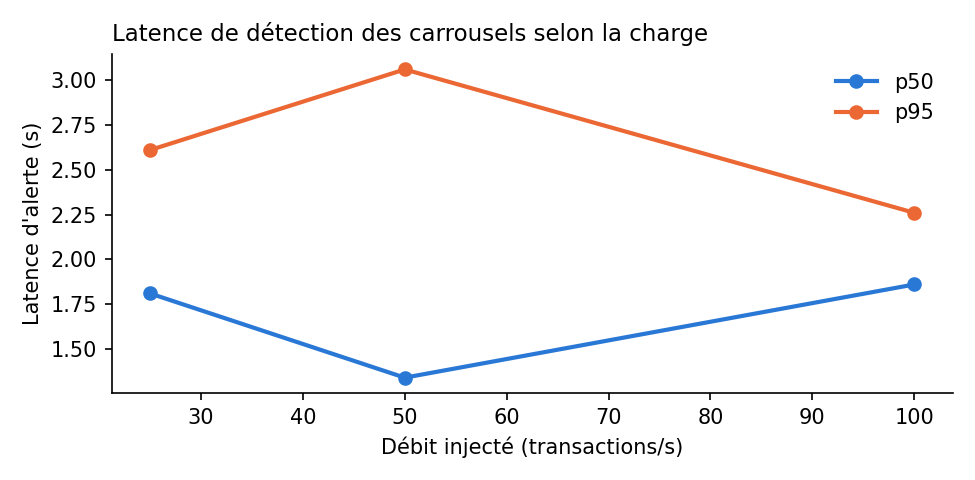 Latence de détection des carrousels selon la charge
p50
p95
Latence d'alerte (s)
3.00
2.75
2.50
2.25
2.00
1.75
1.50
30 40 50 60 70 80 90 100
Débit injecté (transactions/s)